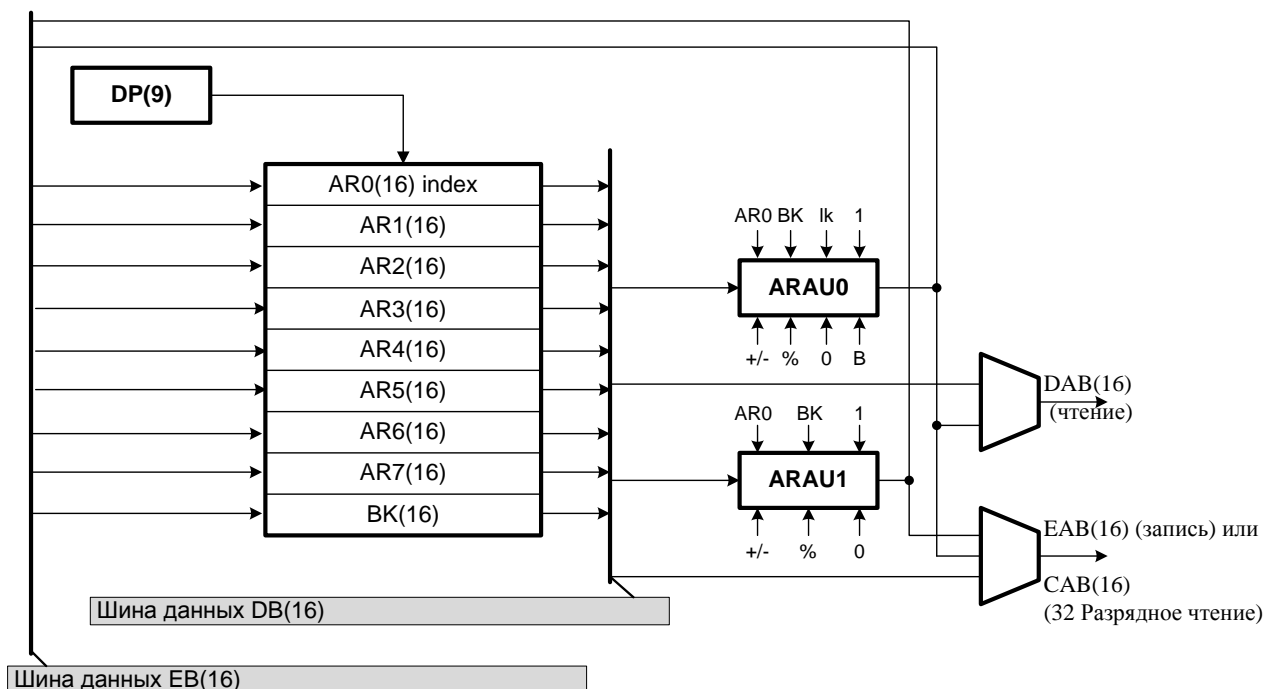 DP(9)
AR0(16) index
AR1(16)
AR2(16)
AR3(16)
AR4(16)
AR5(16)
AR6(16)
AR7(16)
BK(16)
AR0 BK lk 1
ARAU0
+/- % 0 B
AR0 BK 1
ARAU1
+/- % 0
DAB(16)
(чтение)
EAB(16) (запись) или
CAB(16)
(32 Разрядное чтение)
Шина данных DB(16)
Шина данных EB(16)